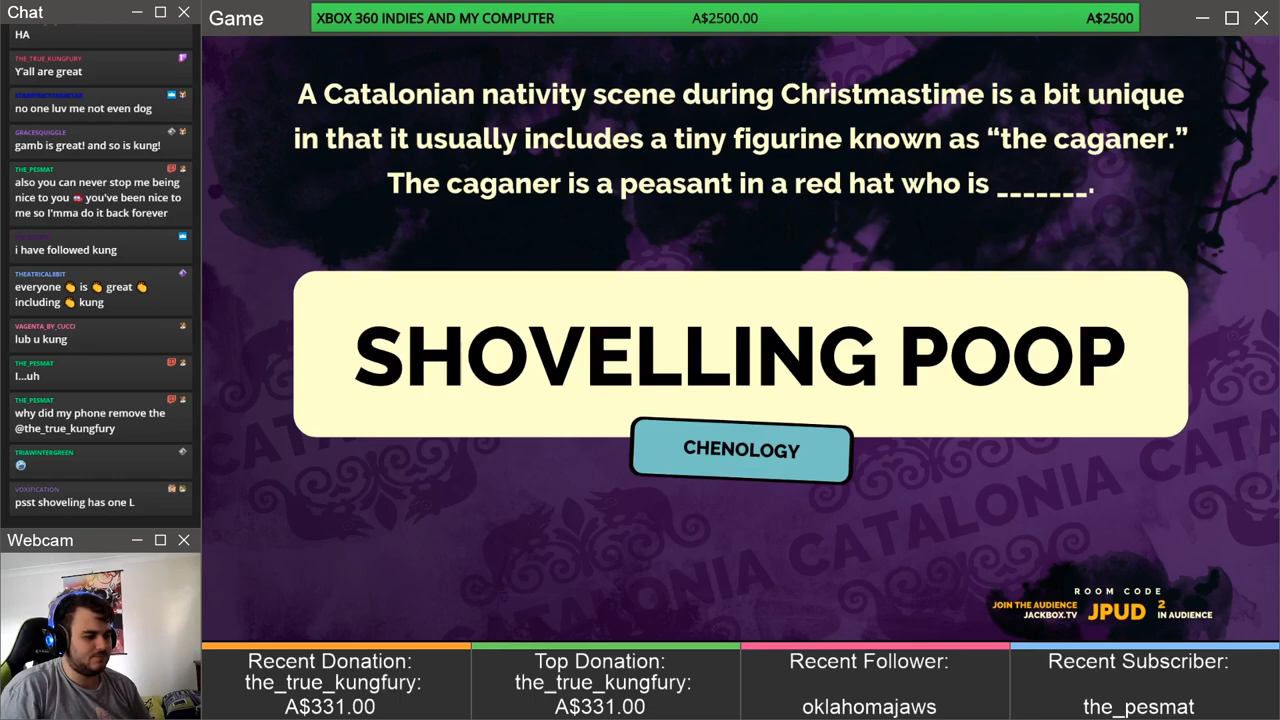 Chat
HA
THE_TRUE_KUNGFURY
Y'all are great
no one luv me not even dog
GRACESQUIGGLE
gamb is great! and so is kung!
THE_PESMAT
also you can never stop me being
nice to you you've been nice to
me so I'mma do it back forever
i have followed kung
THEATRICAL8BIT
everyone 👏 is 👏 great 👏
including 👏 kung
VAGENTA_BY_CUCCI
lub u kung
THE_PESMAT
I...uh
THE_PESMAT
why did my phone remove the
@the_true_kungfury
TRIAWINTERGREEN
VOXIFICATION
psst shoveling has one L
Webcam
Game
XBOX 360 INDIES AND MY COMPUTER A$2500.00 A$2500
A Catalonian nativity scene during Christmastime is a bit unique
in that it usually includes a tiny figurine known as “the caganer.”
The caganer is a peasant in a red hat who is _______.
SHOVELLING POOP
CHENOLOGY
CATALONIA CATALONIA
ROOM CODE
JOIN THE AUDIENCE
JACKBOX.TV
JPUD
2
IN AUDIENCE
Recent Donation:
the_true_kungfury:
A$331.00
Top Donation:
the_true_kungfury:
A$331.00
Recent Follower:
oklahomajaws
Recent Subscriber:
the_pesmat